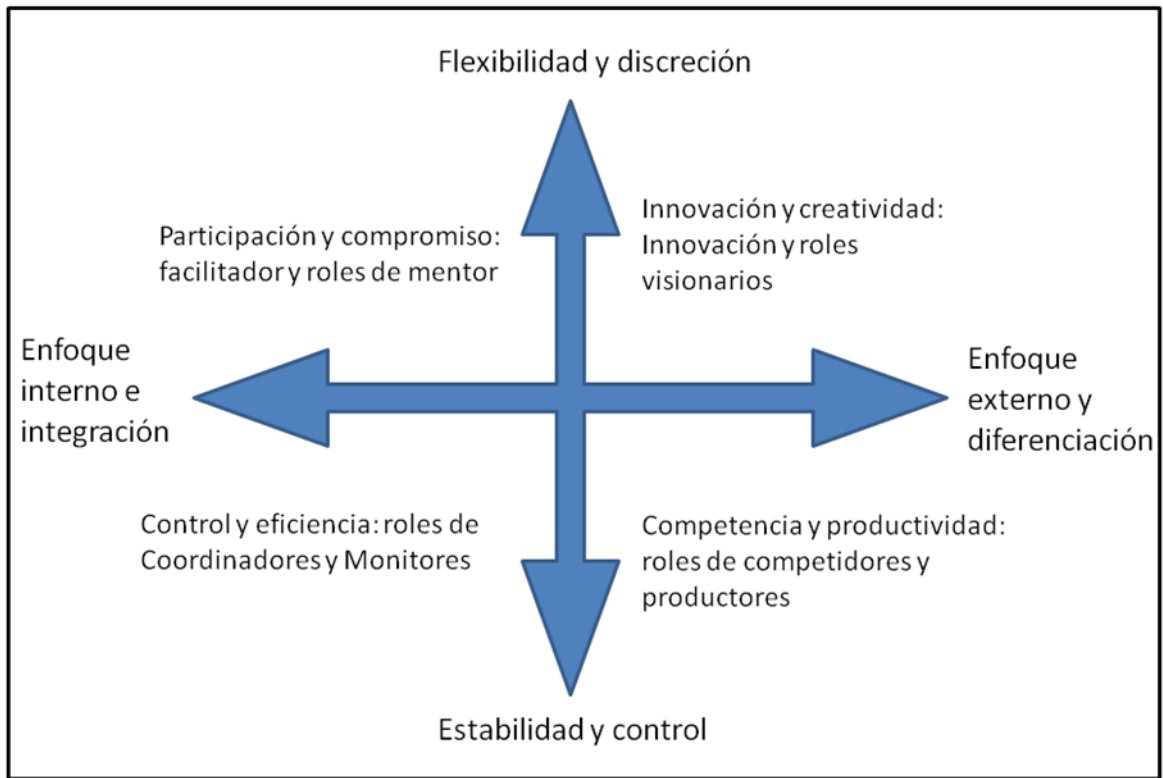 Flexibilidad y discreción
Participación y compromiso:
facilitador y roles de mentor
Innovación y creatividad:
Innovación y roles
visionarios
Enfoque
interno e
integración
Enfoque
externo y
diferenciación
Control y eficiencia: roles de
Coordinadores y Monitores
Competencia y productividad:
roles de competidores y
productores
Estabilidad y control